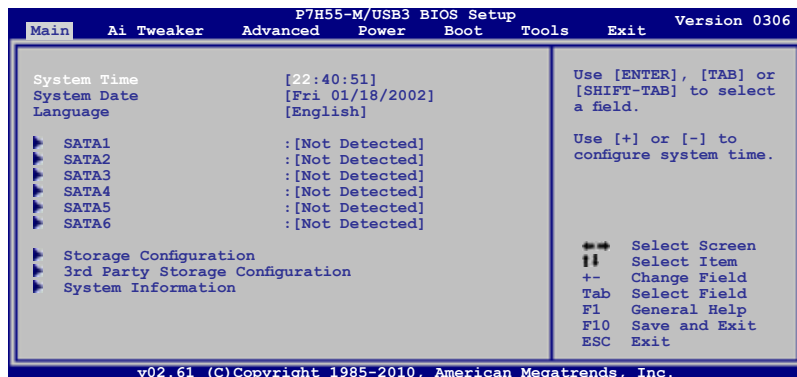 P7H55-M/USB3 BIOS Setup Version 0306
Main Ai Tweaker Advanced Power Boot Tools Exit
System Time [22:40:51]
System Date [Fri 01/18/2002]
Language [English]
SATA1 :[Not Detected]
SATA2 :[Not Detected]
SATA3 :[Not Detected]
SATA4 :[Not Detected]
SATA5 :[Not Detected]
SATA6 :[Not Detected]
Storage Configuration
3rd Party Storage Configuration
System Information
Use [ENTER], [TAB] or
[SHIFT-TAB] to select
a field.
Use [+] or [-] to
configure system time.
Select Screen
Select Item
+- Change Field
Tab Select Field
F1 General Help
F10 Save and Exit
ESC Exit
v02.61 (C)Copyright 1985-2010, American Megatrends, Inc.